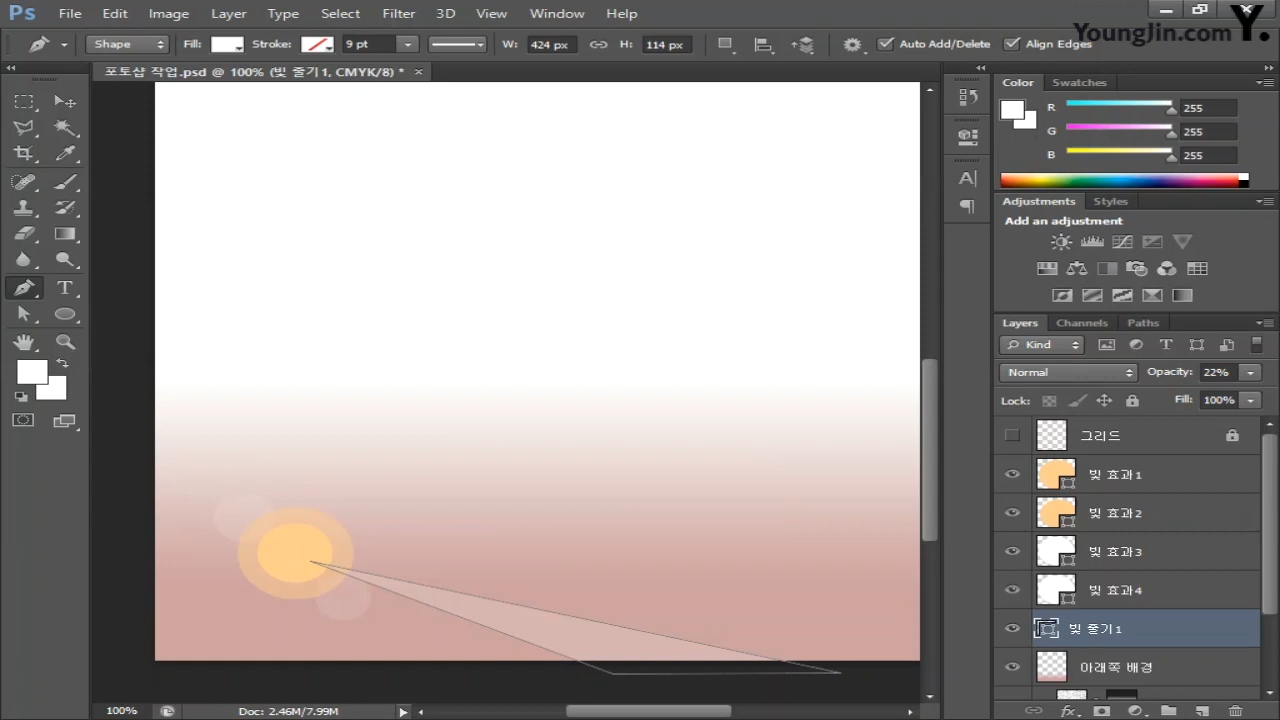 Ps File Edit Image Layer Type Select Filter 3D View Window Help
YoungJin.com Y.
Shape Fill: Stroke: 9 pt W: 424 px H: 114 px Auto Add/Delete Align Edges
포토샵 작업.psd @ 100% (빛 줄기1, CMYK/8) * ×
Color Swatches
R 255
G 255
B 255
Adjustments Styles
Add an adjustment
Layers Channels Paths
Kind
Normal Opacity: 22%
Lock: Fill: 100%
그리드
빛 효과1
빛 효과2
빛 효과3
빛 효과4
빛 줄기1
아래쪽 배경
100% Doc: 2.46M/7.99M